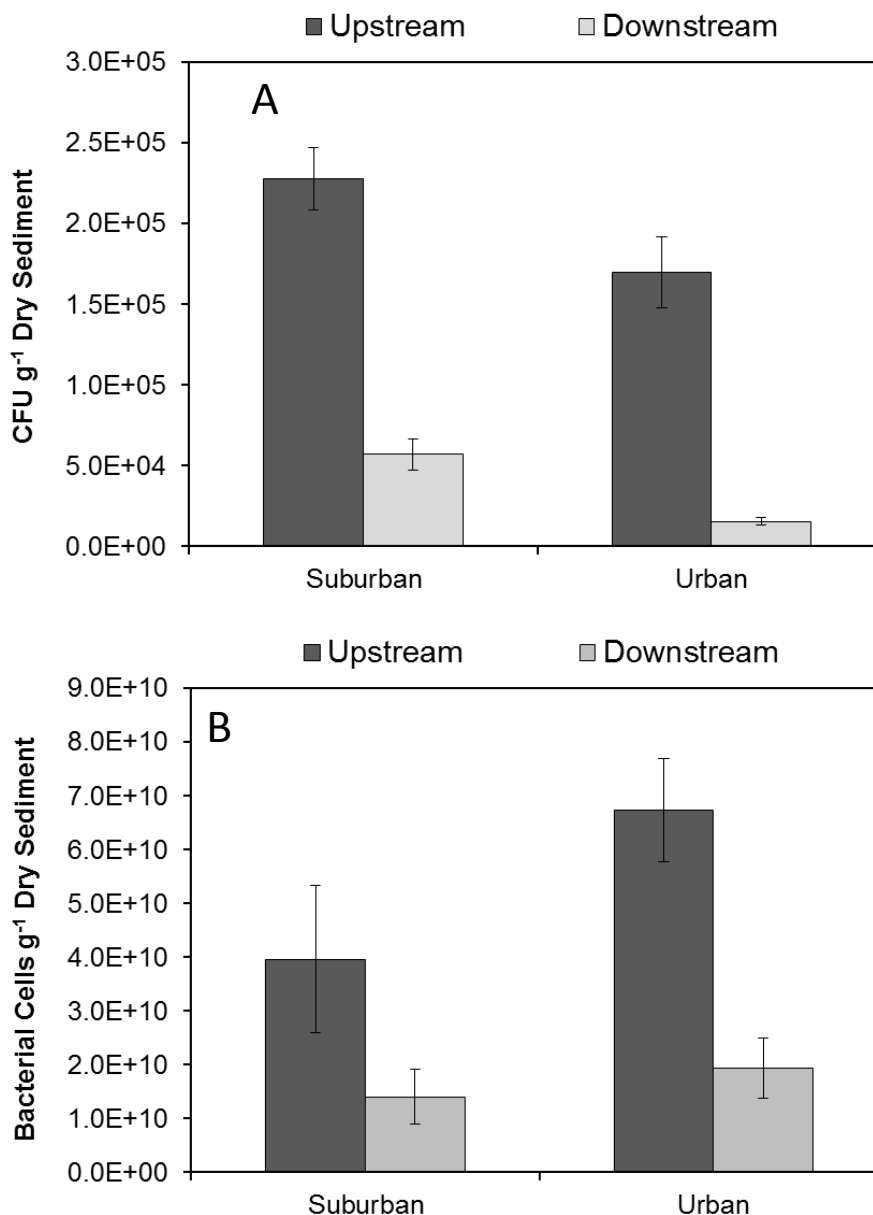 Upstream Downstream
A
CFU g⁻¹ Dry Sediment
3.0E+05
2.5E+05
2.0E+05
1.5E+05
1.0E+05
5.0E+04
0.0E+00
Suburban Urban
Upstream Downstream
B
Bacterial Cells g⁻¹ Dry Sediment
9.0E+10
8.0E+10
7.0E+10
6.0E+10
5.0E+10
4.0E+10
3.0E+10
2.0E+10
1.0E+10
0.0E+00
Suburban Urban